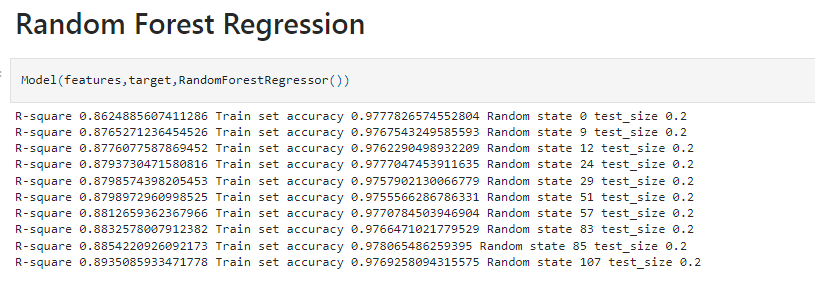 Random Forest Regression
Model(features,target,RandomForestRegressor())
R-square 0.8624885607411286 Train set accuracy 0.9777826574552804 Random state 0 test_size 0.2
R-square 0.8765271236454526 Train set accuracy 0.9767543249585593 Random state 9 test_size 0.2
R-square 0.8776077587869452 Train set accuracy 0.9762290498932209 Random state 12 test_size 0.2
R-square 0.8793730471580816 Train set accuracy 0.9777047453911635 Random state 24 test_size 0.2
R-square 0.8798574398205453 Train set accuracy 0.9757902130066779 Random state 29 test_size 0.2
R-square 0.8798972960998525 Train set accuracy 0.9755566286786331 Random state 51 test_size 0.2
R-square 0.8812659362367966 Train set accuracy 0.9770784503946904 Random state 57 test_size 0.2
R-square 0.8832578007912382 Train set accuracy 0.9766471021779529 Random state 83 test_size 0.2
R-square 0.8854220926092173 Train set accuracy 0.978065486259395 Random state 85 test_size 0.2
R-square 0.8935085933471778 Train set accuracy 0.9769258094315575 Random state 107 test_size 0.2